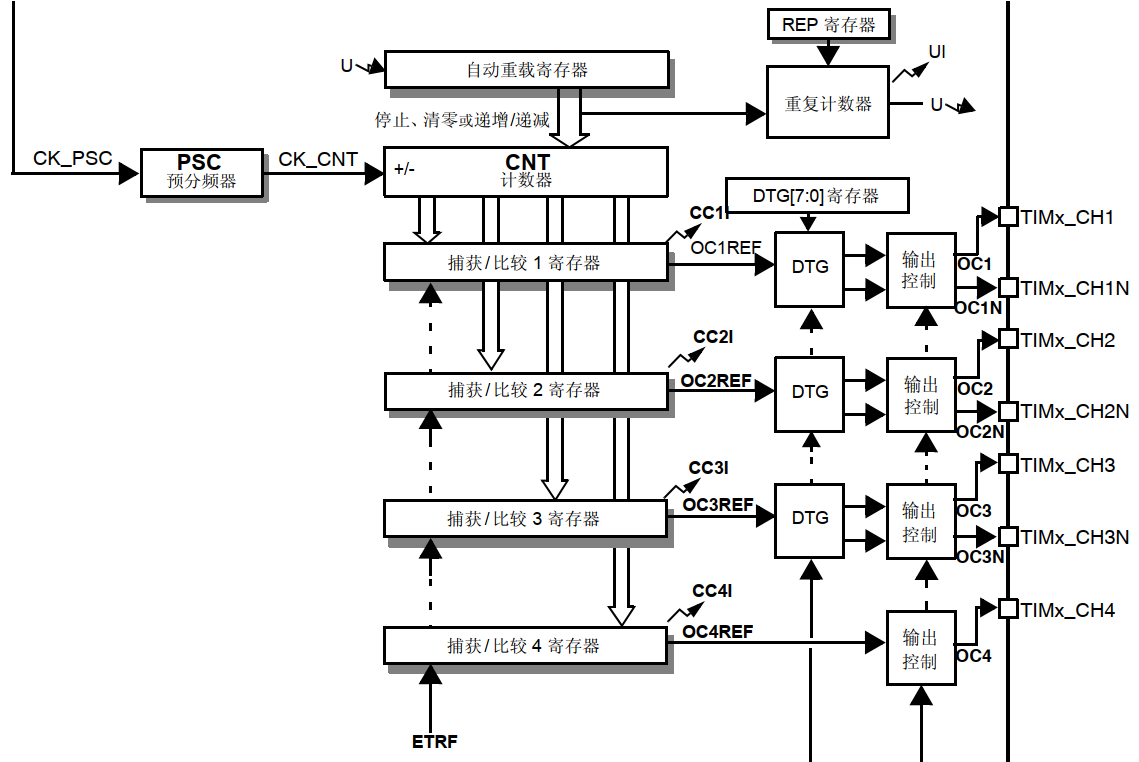 REP 寄存器
UI
U
自动重载寄存器
重复计数器
U
停止、清零或递增/递减
CK_PSC
PSC
预分频器
CK_CNT
+/-
CNT
计数器
DTG[7:0]寄存器
CC1I
OC1REF
捕获/比较 1 寄存器
DTG
输出
控制
OC1
OC1N
TIMx_CH1
TIMx_CH1N
CC2I
OC2REF
捕获/比较 2 寄存器
DTG
输出
控制
OC2
OC2N
TIMx_CH2
TIMx_CH2N
CC3I
OC3REF
捕获/比较 3 寄存器
DTG
输出
控制
OC3
OC3N
TIMx_CH3
TIMx_CH3N
CC4I
OC4REF
捕获/比较 4 寄存器
输出
控制
OC4
TIMx_CH4
ETRF